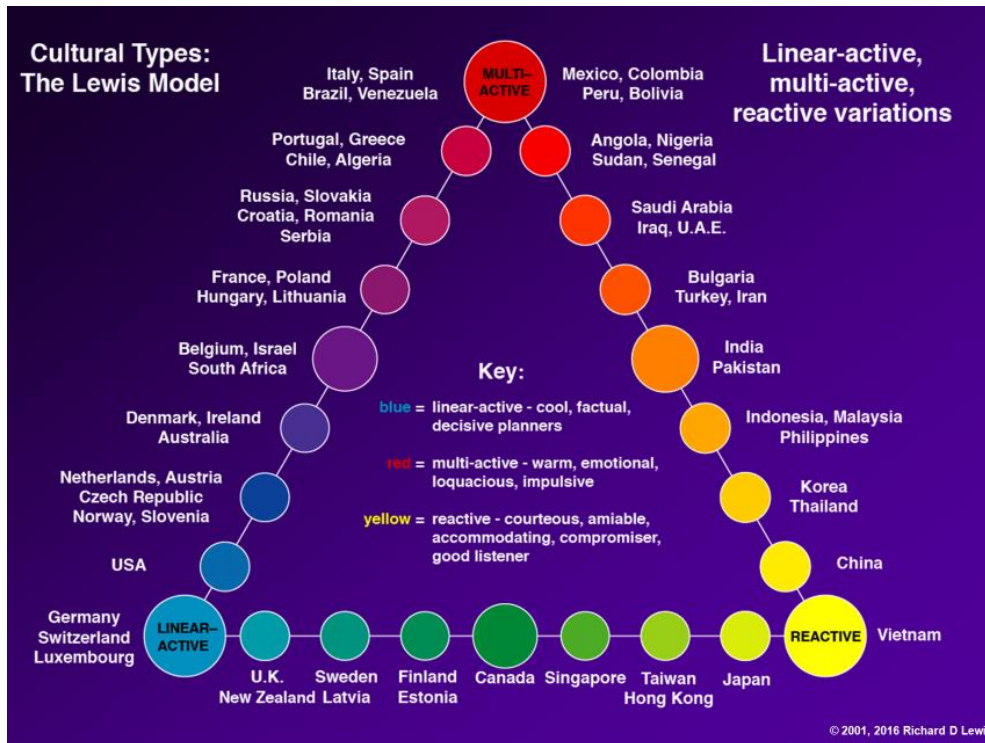 Cultural Types:
The Lewis Model
Linear-active,
multi-active,
reactive variations
MULTI–
ACTIVE
Italy, Spain
Brazil, Venezuela
Mexico, Colombia
Peru, Bolivia
Portugal, Greece
Chile, Algeria
Angola, Nigeria
Sudan, Senegal
Russia, Slovakia
Croatia, Romania
Serbia
Saudi Arabia
Iraq, U.A.E.
France, Poland
Hungary, Lithuania
Bulgaria
Turkey, Iran
Belgium, Israel
South Africa
India
Pakistan
Key:
blue = linear-active - cool, factual,
decisive planners
red = multi-active - warm, emotional,
loquacious, impulsive
yellow = reactive - courteous, amiable,
accommodating, compromiser,
good listener
Denmark, Ireland
Australia
Indonesia, Malaysia
Philippines
Netherlands, Austria
Czech Republic
Norway, Slovenia
Korea
Thailand
USA
China
Germany
Switzerland
Luxembourg
LINEAR–
ACTIVE
REACTIVE
Vietnam
U.K.
New Zealand
Sweden
Latvia
Finland
Estonia
Canada
Singapore
Taiwan
Hong Kong
Japan
© 2001, 2016 Richard D Lewi